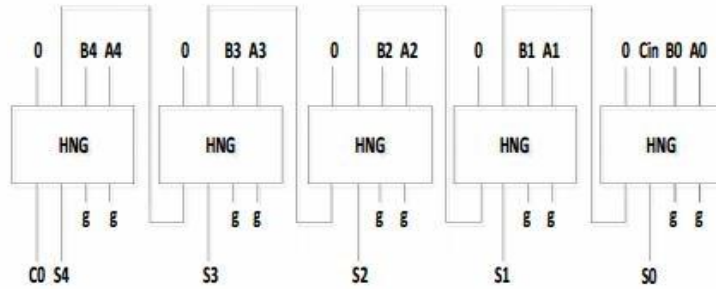 0 B4 A4 0 B3 A3 0 B2 A2 0 B1 A1 0 Cin B0 A0
HNG HNG HNG HNG HNG
g g g g g g g g g g
C0 S4 S3 S2 S1 S0